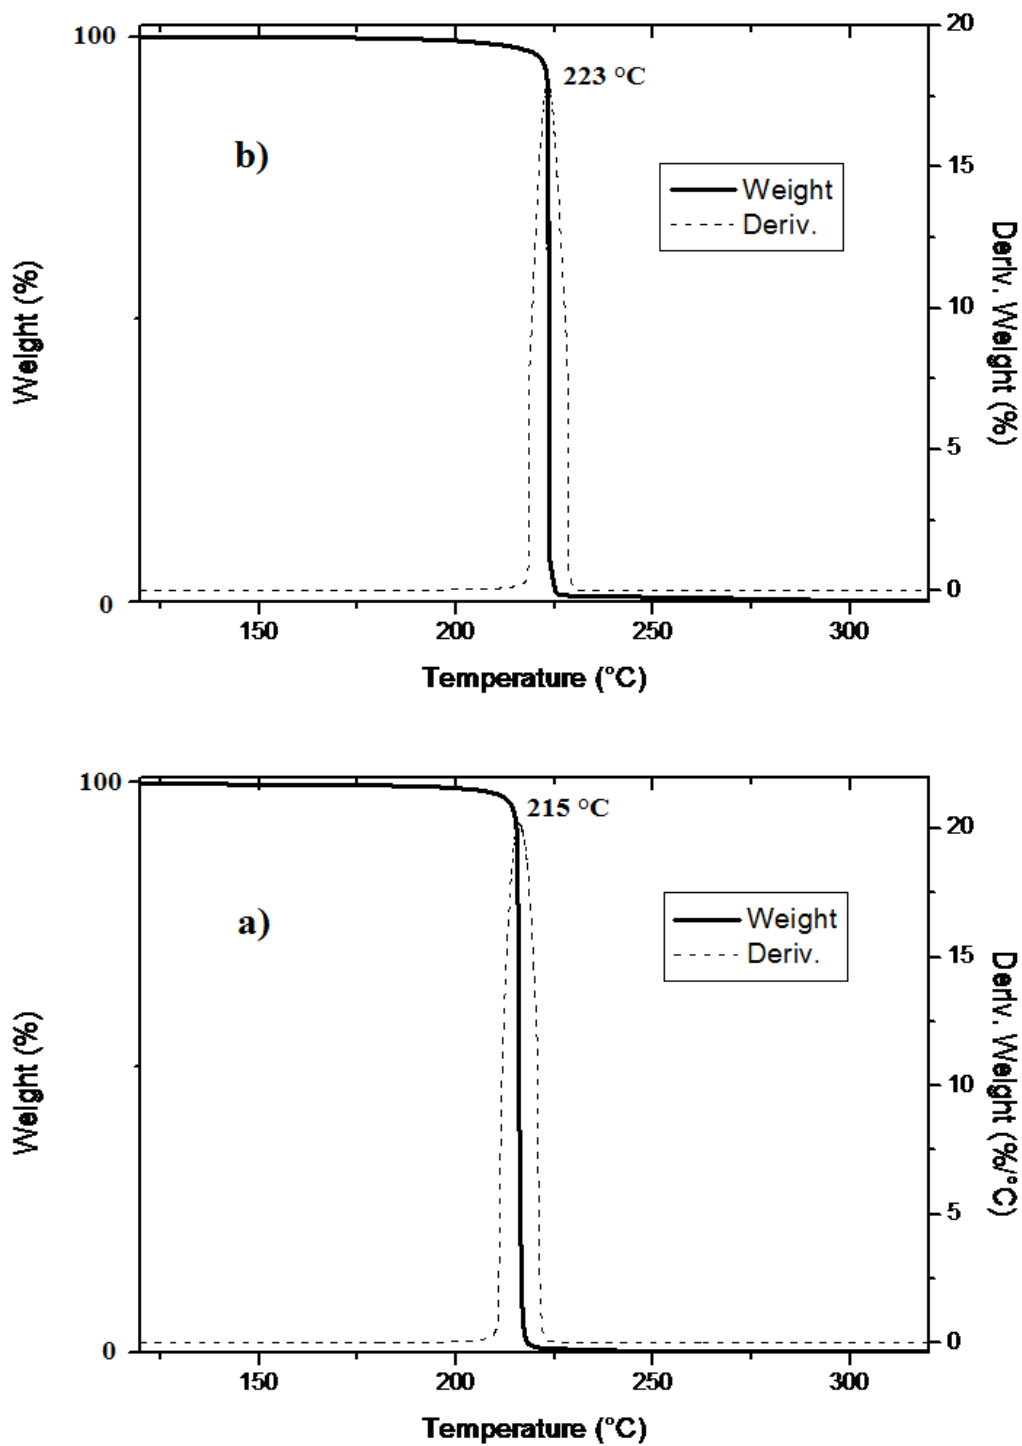 100
20
223 °C
b)
15
Weight
Deriv.
Weight (%)
10
Deriv. Weight (%)
5
0
0
150
200
250
300
Temperature (°C)
100
215 °C
20
a)
Weight
Deriv.
15
Weight (%)
10
Deriv. Weight (%/°C)
5
0
0
150
200
250
300
Temperature (°C)